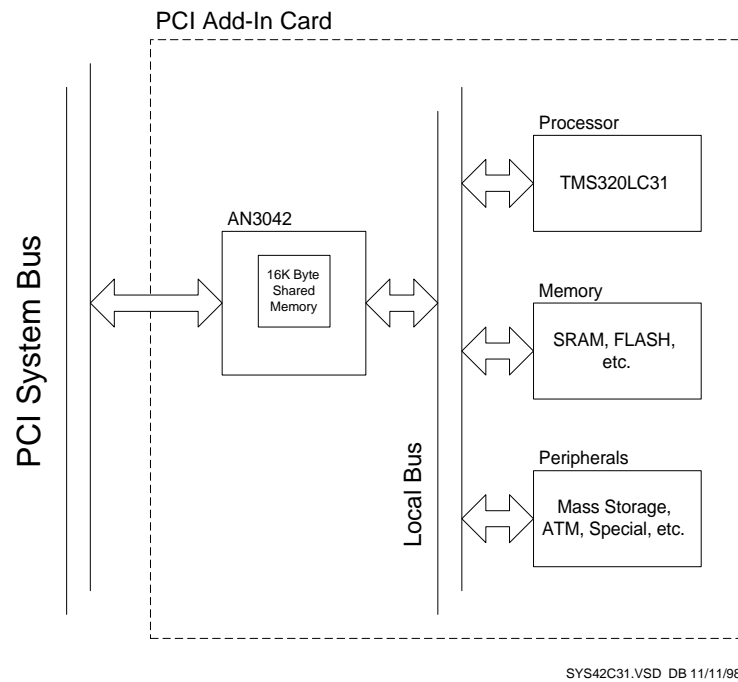 PCI Add-In Card
PCI System Bus
AN3042
16K Byte
Shared
Memory
Local Bus
Processor
TMS320LC31
Memory
SRAM, FLASH,
etc.
Peripherals
Mass Storage,
ATM, Special, etc.
SYS42C31.VSD DB 11/11/98